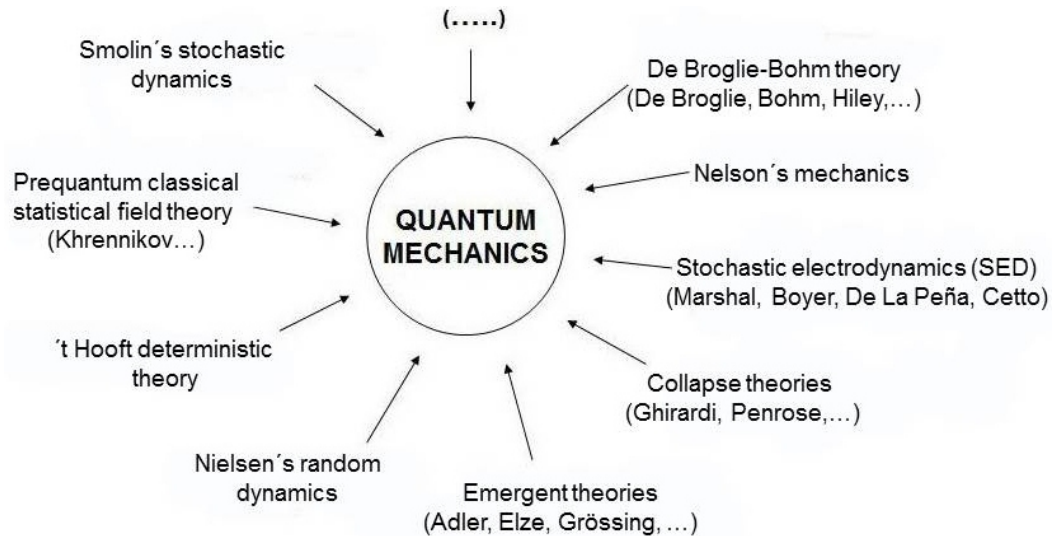 (.....)
Smolin´s stochastic
dynamics
De Broglie-Bohm theory
(De Broglie, Bohm, Hiley,…)
Nelson´s mechanics
Prequantum classical
statistical field theory
(Khrennikov…)
QUANTUM
MECHANICS
Stochastic electrodynamics (SED)
(Marshal, Boyer, De La Peña, Cetto)
´t Hooft deterministic
theory
Collapse theories
(Ghirardi, Penrose,…)
Nielsen´s random
dynamics
Emergent theories
(Adler, Elze, Grössing, …)